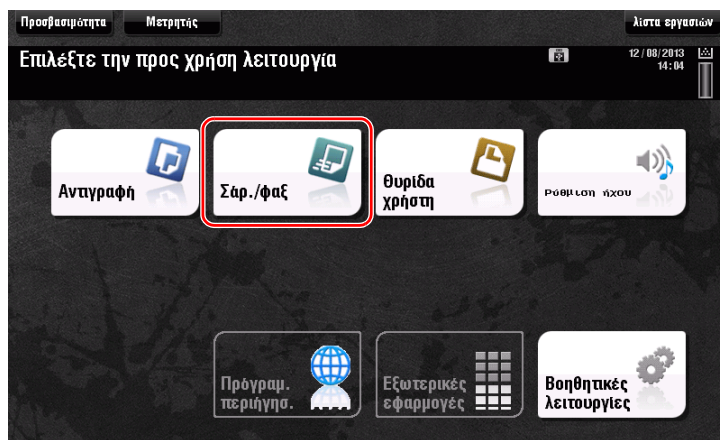 Προσβασιμότητα Μετρητής λίστα εργασιών
Επιλέξτε την προς χρήση λειτουργία
12/08/2013
14:04
Αντιγραφή
Σάρ./φαξ
Θυρίδα
χρήστη
Ρύθμιση ήχου
Πρόγραμ.
περιήγησ.
Εξωτερικές
εφαρμογές
Βοηθητικές
λειτουργίες